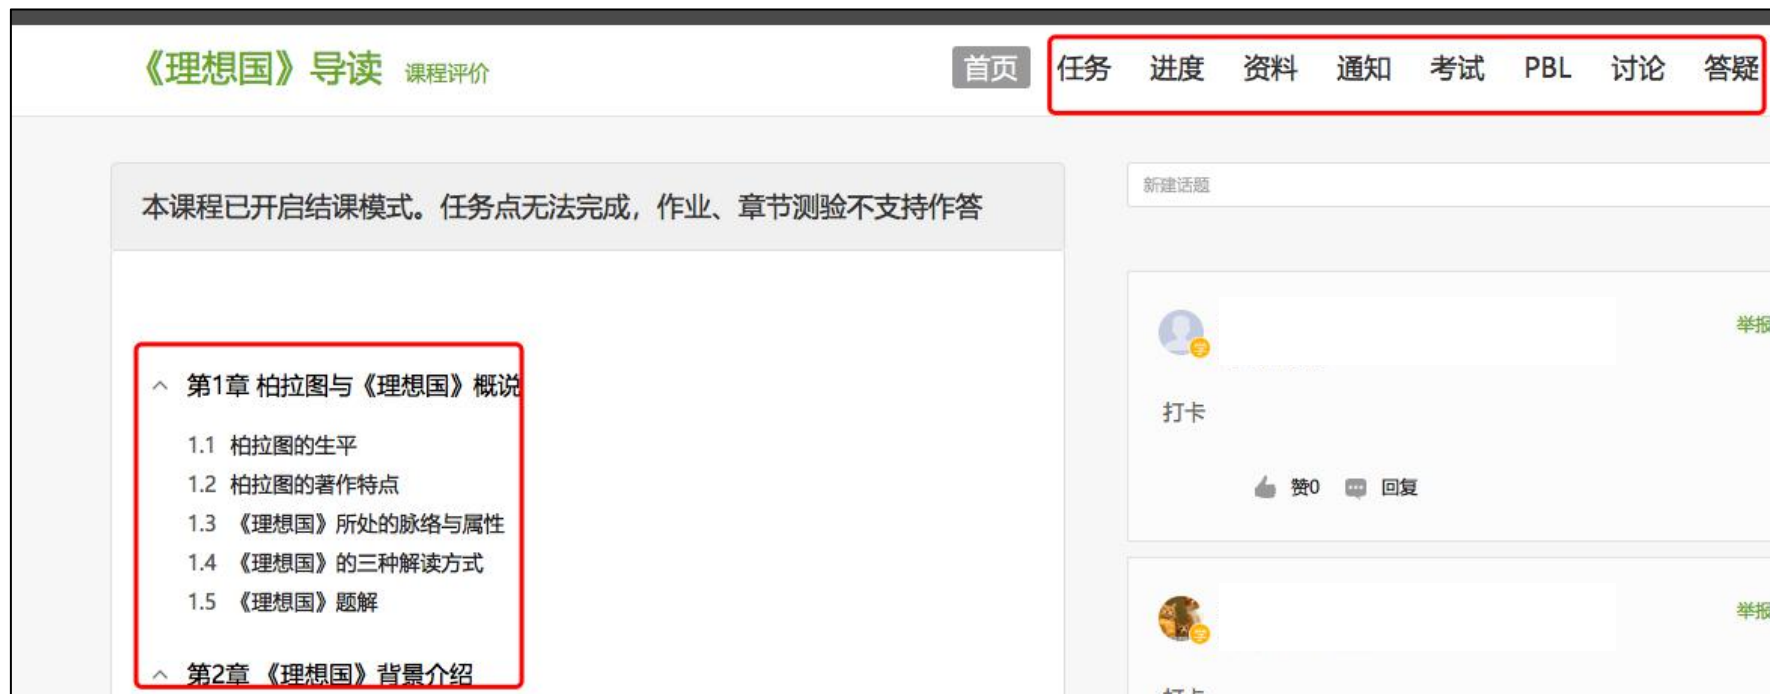 《理想国》导读 课程评价 首页 任务 进度 资料 通知 考试 PBL 讨论 答疑
本课程已开启结课模式。任务点无法完成，作业、章节测验不支持作答
第1章 柏拉图与《理想国》概说
1.1 柏拉图的生平
1.2 柏拉图的著作特点
1.3 《理想国》所处的脉络与属性
1.4 《理想国》的三种解读方式
1.5 《理想国》题解
第2章 《理想国》背景介绍
新建话题
学 举报
打卡
赞0 回复
学 举报
打卡